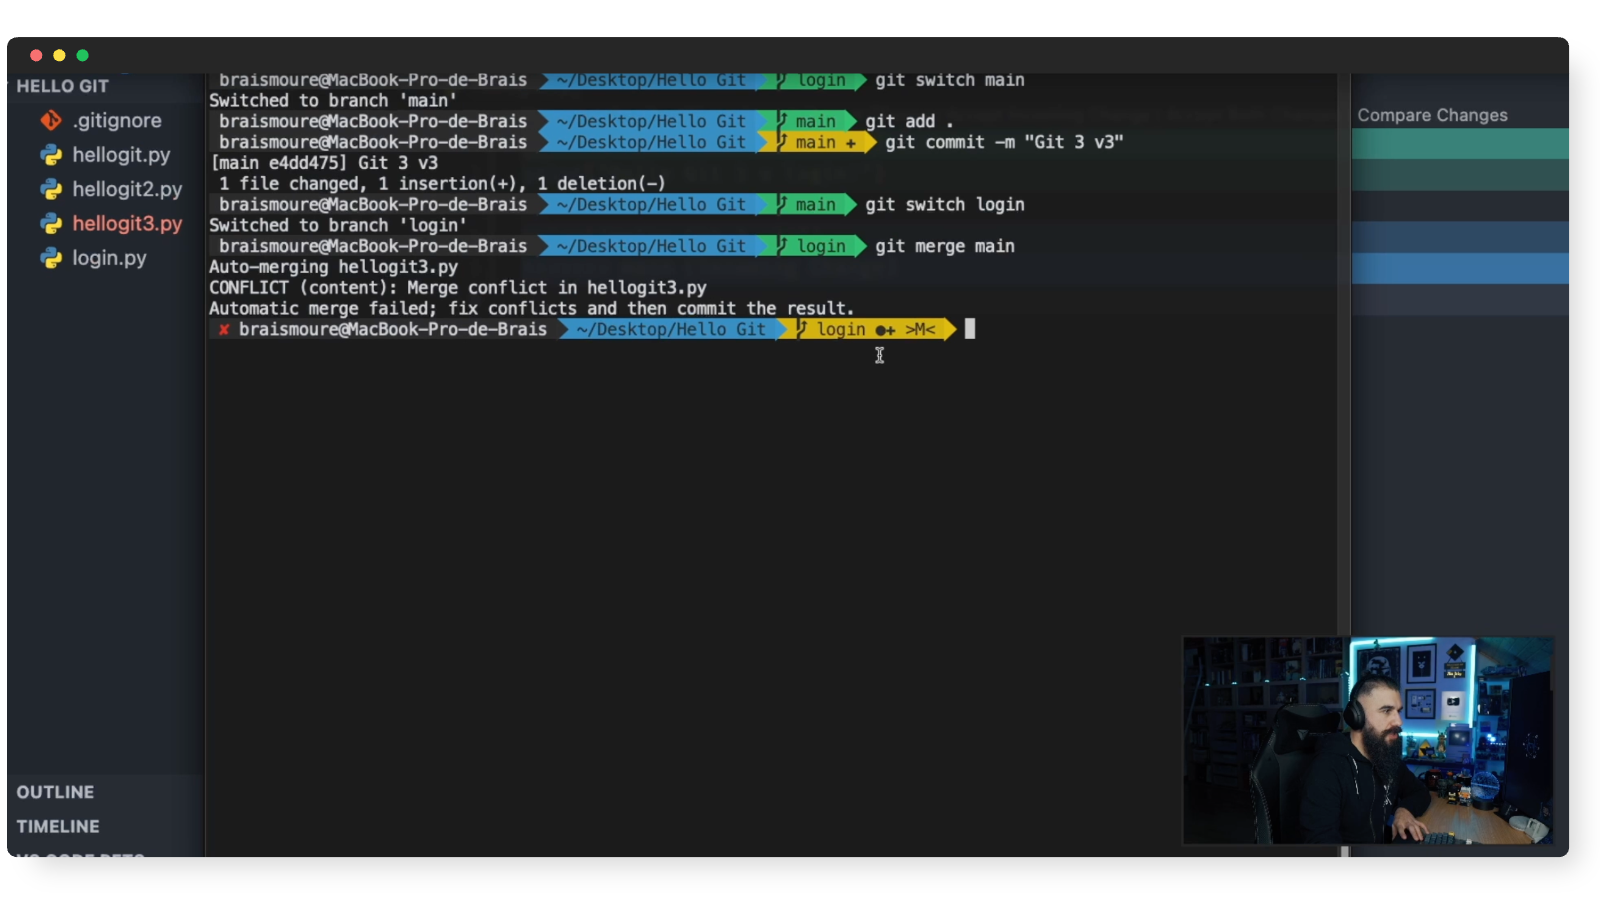 HELLO GIT
.gitignore
hellogit.py
hellogit2.py
hellogit3.py
login.py
OUTLINE
TIMELINE
braismoure@MacBook-Pro-de-Brais ~/Desktop/Hello Git login git switch main
Switched to branch 'main'
braismoure@MacBook-Pro-de-Brais ~/Desktop/Hello Git main git add .
braismoure@MacBook-Pro-de-Brais ~/Desktop/Hello Git main + git commit -m "Git 3 v3"
[main e4dd475] Git 3 v3
1 file changed, 1 insertion(+), 1 deletion(-)
braismoure@MacBook-Pro-de-Brais ~/Desktop/Hello Git main git switch login
Switched to branch 'login'
braismoure@MacBook-Pro-de-Brais ~/Desktop/Hello Git login git merge main
Auto-merging hellogit3.py
CONFLICT (content): Merge conflict in hellogit3.py
Automatic merge failed; fix conflicts and then commit the result.
✘ braismoure@MacBook-Pro-de-Brais ~/Desktop/Hello Git login ●+ >M<
Compare Changes